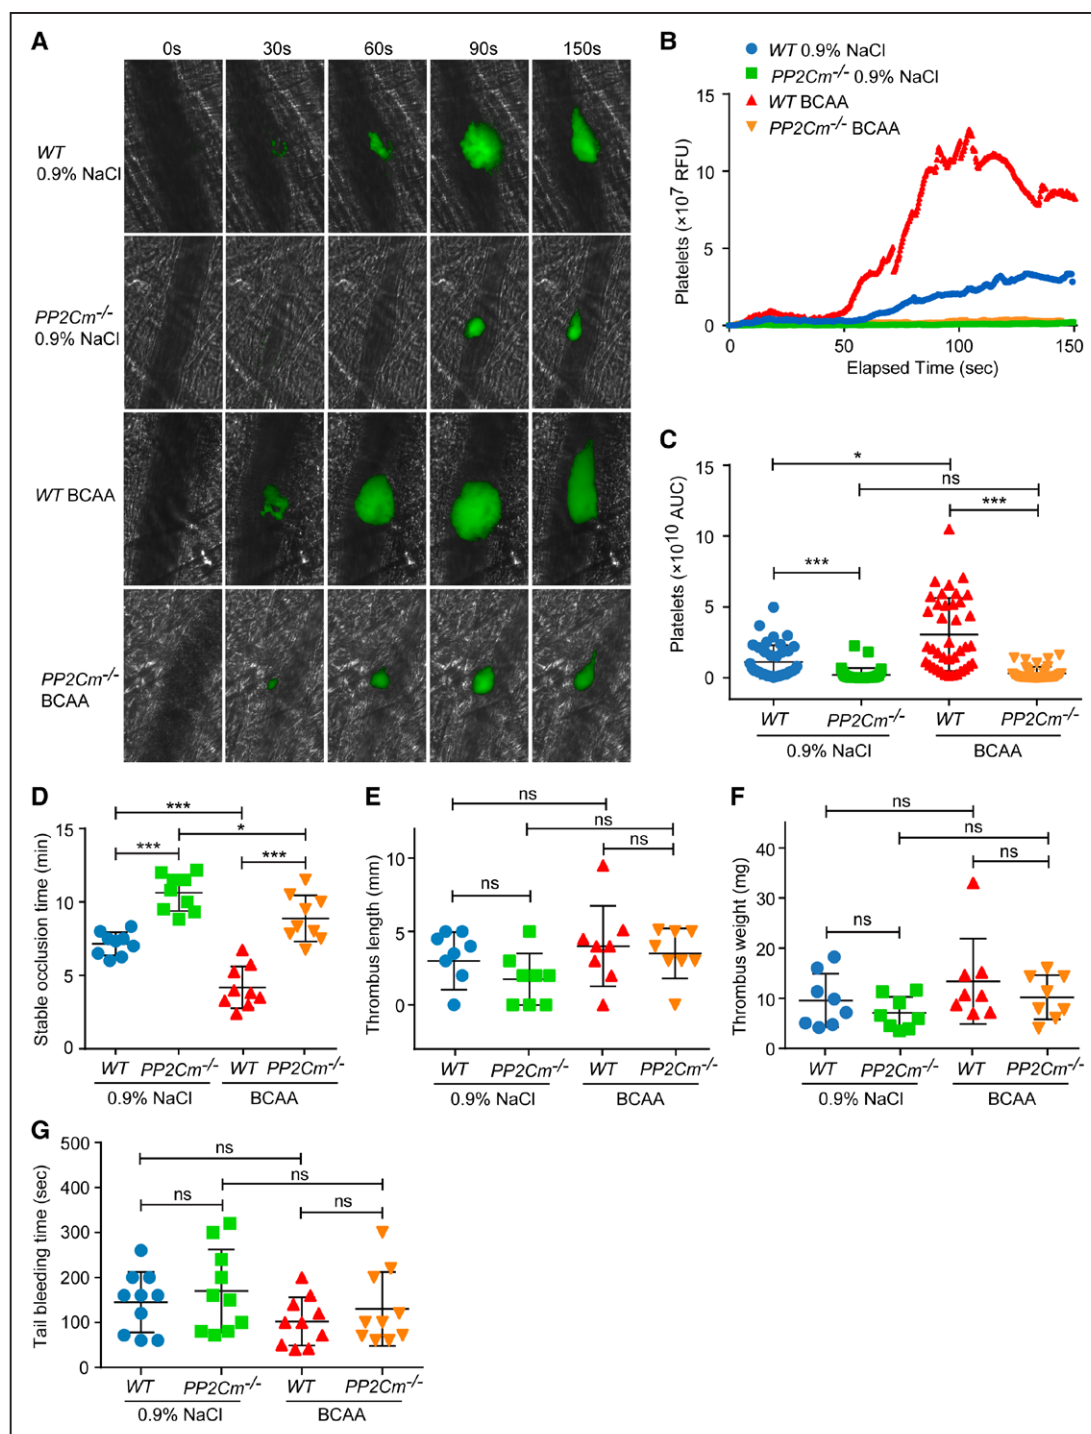 A
0s 30s 60s 90s 150s
WT
0.9% NaCl
PP2Cm-/-
0.9% NaCl
WT BCAA
PP2Cm-/-
BCAA
B
WT 0.9% NaCl
PP2Cm-/- 0.9% NaCl
WT BCAA
PP2Cm-/- BCAA
Platelets (×10⁷ RFU)
15
10
5
0
0 50 100 150
Elapsed Time (sec)
C
Platelets (×10¹⁰ AUC)
15
10
5
0
*
ns
***
***
WT PP2Cm-/- WT PP2Cm-/-
0.9% NaCl BCAA
D
Stable occlusion time (min)
15
10
5
0
***
*
***
***
WT PP2Cm-/- WT PP2Cm-/-
0.9% NaCl BCAA
E
Thrombus length (mm)
10
5
0
ns
ns
ns
ns
WT PP2Cm-/- WT PP2Cm-/-
0.9% NaCl BCAA
F
Thrombus weight (mg)
40
30
20
10
0
ns
ns
ns
ns
WT PP2Cm-/- WT PP2Cm-/-
0.9% NaCl BCAA
G
Tail bleeding time (sec)
500
400
300
200
100
0
ns
ns
ns
ns
WT PP2Cm-/- WT PP2Cm-/-
0.9% NaCl BCAA